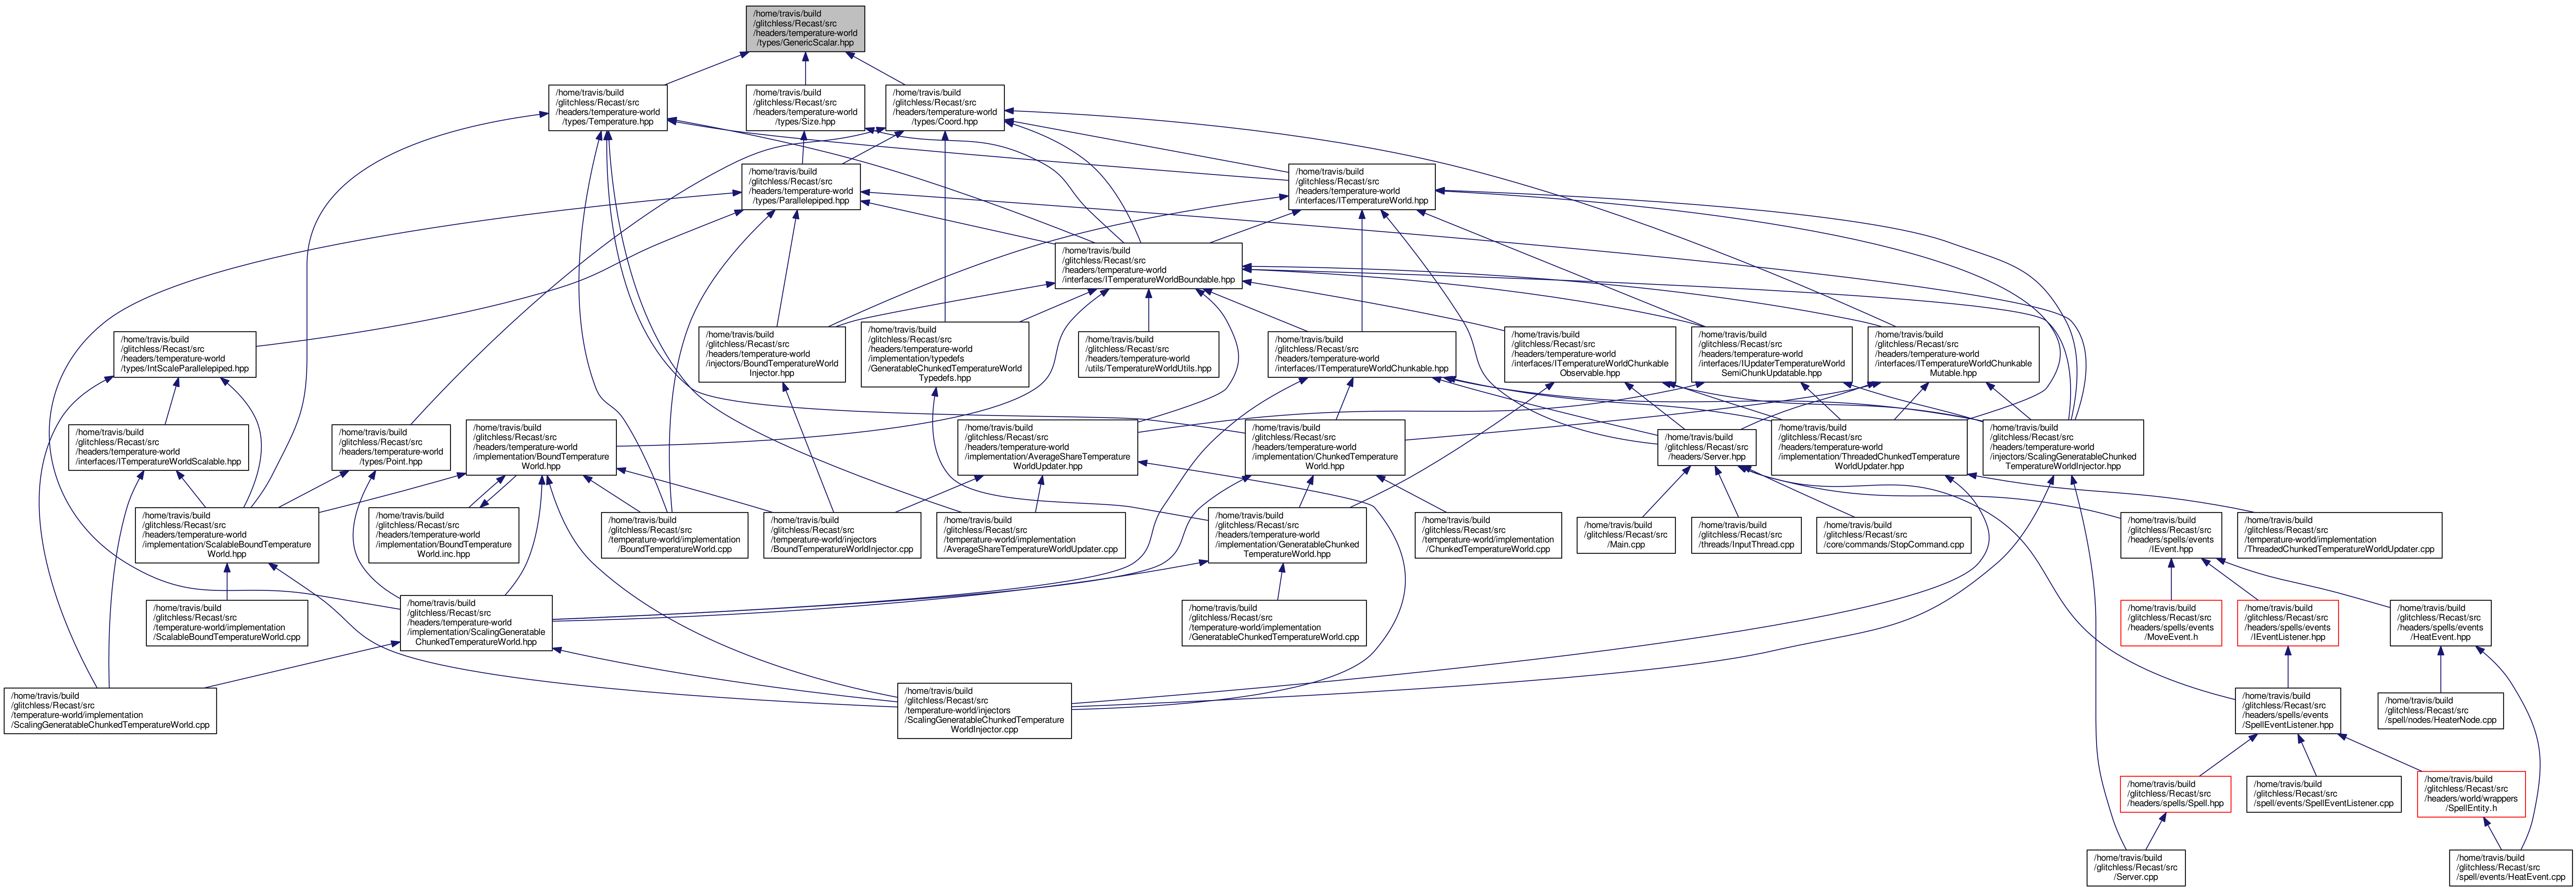 /home/travis/build
/glitchless/Recast/src
/headers/temperature-world
/types/GenericScalar.hpp
/home/travis/build
/glitchless/Recast/src
/headers/temperature-world
/types/Temperature.hpp
/home/travis/build
/glitchless/Recast/src
/headers/temperature-world
/types/Size.hpp
/home/travis/build
/glitchless/Recast/src
/headers/temperature-world
/types/Coord.hpp
/home/travis/build
/glitchless/Recast/src
/headers/temperature-world
/types/Parallelepiped.hpp
/home/travis/build
/glitchless/Recast/src
/headers/temperature-world
/interfaces/ITemperatureWorld.hpp
/home/travis/build
/glitchless/Recast/src
/headers/temperature-world
/interfaces/ITemperatureWorldBoundable.hpp
/home/travis/build
/glitchless/Recast/src
/headers/temperature-world
/types/IntScaleParallelepiped.hpp
/home/travis/build
/glitchless/Recast/src
/headers/temperature-world
/injectors/BoundTemperatureWorld
Injector.hpp
/home/travis/build
/glitchless/Recast/src
/headers/temperature-world
/implementation/typedefs
/GeneratableChunkedTemperatureWorld
Typedefs.hpp
/home/travis/build
/glitchless/Recast/src
/headers/temperature-world
/utils/TemperatureWorldUtils.hpp
/home/travis/build
/glitchless/Recast/src
/headers/temperature-world
/interfaces/ITemperatureWorldChunkable.hpp
/home/travis/build
/glitchless/Recast/src
/headers/temperature-world
/interfaces/ITemperatureWorldChunkable
Observable.hpp
/home/travis/build
/glitchless/Recast/src
/headers/temperature-world
/interfaces/IUpdaterTemperatureWorld
SemiChunkUpdatable.hpp
/home/travis/build
/glitchless/Recast/src
/headers/temperature-world
/interfaces/ITemperatureWorldChunkable
Mutable.hpp
/home/travis/build
/glitchless/Recast/src
/headers/temperature-world
/interfaces/ITemperatureWorldScalable.hpp
/home/travis/build
/glitchless/Recast/src
/headers/temperature-world
/types/Point.hpp
/home/travis/build
/glitchless/Recast/src
/headers/temperature-world
/implementation/BoundTemperature
World.hpp
/home/travis/build
/glitchless/Recast/src
/headers/temperature-world
/implementation/AverageShareTemperature
WorldUpdater.hpp
/home/travis/build
/glitchless/Recast/src
/headers/temperature-world
/implementation/ChunkedTemperature
World.hpp
/home/travis/build
/glitchless/Recast/src
/headers/Server.hpp
/home/travis/build
/glitchless/Recast/src
/headers/temperature-world
/implementation/ThreadedChunkedTemperature
WorldUpdater.hpp
/home/travis/build
/glitchless/Recast/src
/headers/temperature-world
/injectors/ScalingGeneratableChunked
TemperatureWorldInjector.hpp
/home/travis/build
/glitchless/Recast/src
/headers/temperature-world
/implementation/ScalableBoundTemperature
World.hpp
/home/travis/build
/glitchless/Recast/src
/headers/temperature-world
/implementation/BoundTemperature
World.inc.hpp
/home/travis/build
/glitchless/Recast/src
/temperature-world/implementation
/BoundTemperatureWorld.cpp
/home/travis/build
/glitchless/Recast/src
/temperature-world/injectors
/BoundTemperatureWorldInjector.cpp
/home/travis/build
/glitchless/Recast/src
/temperature-world/implementation
/AverageShareTemperatureWorldUpdater.cpp
/home/travis/build
/glitchless/Recast/src
/headers/temperature-world
/implementation/GeneratableChunked
TemperatureWorld.hpp
/home/travis/build
/glitchless/Recast/src
/temperature-world/implementation
/ChunkedTemperatureWorld.cpp
/home/travis/build
/glitchless/Recast/src
/Main.cpp
/home/travis/build
/glitchless/Recast/src
/threads/InputThread.cpp
/home/travis/build
/glitchless/Recast/src
/core/commands/StopCommand.cpp
/home/travis/build
/glitchless/Recast/src
/headers/spells/events
/IEvent.hpp
/home/travis/build
/glitchless/Recast/src
/temperature-world/implementation
/ThreadedChunkedTemperatureWorldUpdater.cpp
/home/travis/build
/glitchless/Recast/src
/temperature-world/implementation
/ScalableBoundTemperatureWorld.cpp
/home/travis/build
/glitchless/Recast/src
/headers/temperature-world
/implementation/ScalingGeneratable
ChunkedTemperatureWorld.hpp
/home/travis/build
/glitchless/Recast/src
/temperature-world/implementation
/GeneratableChunkedTemperatureWorld.cpp
/home/travis/build
/glitchless/Recast/src
/headers/spells/events
/MoveEvent.h
/home/travis/build
/glitchless/Recast/src
/headers/spells/events
/IEventListener.hpp
/home/travis/build
/glitchless/Recast/src
/headers/spells/events
/HeatEvent.hpp
/home/travis/build
/glitchless/Recast/src
/temperature-world/implementation
/ScalingGeneratableChunkedTemperatureWorld.cpp
/home/travis/build
/glitchless/Recast/src
/temperature-world/injectors
/ScalingGeneratableChunkedTemperature
WorldInjector.cpp
/home/travis/build
/glitchless/Recast/src
/headers/spells/events
/SpellEventListener.hpp
/home/travis/build
/glitchless/Recast/src
/spell/nodes/HeaterNode.cpp
/home/travis/build
/glitchless/Recast/src
/headers/spells/Spell.hpp
/home/travis/build
/glitchless/Recast/src
/spell/events/SpellEventListener.cpp
/home/travis/build
/glitchless/Recast/src
/headers/world/wrappers
/SpellEntity.h
/home/travis/build
/glitchless/Recast/src
/Server.cpp
/home/travis/build
/glitchless/Recast/src
/spell/events/HeatEvent.cpp